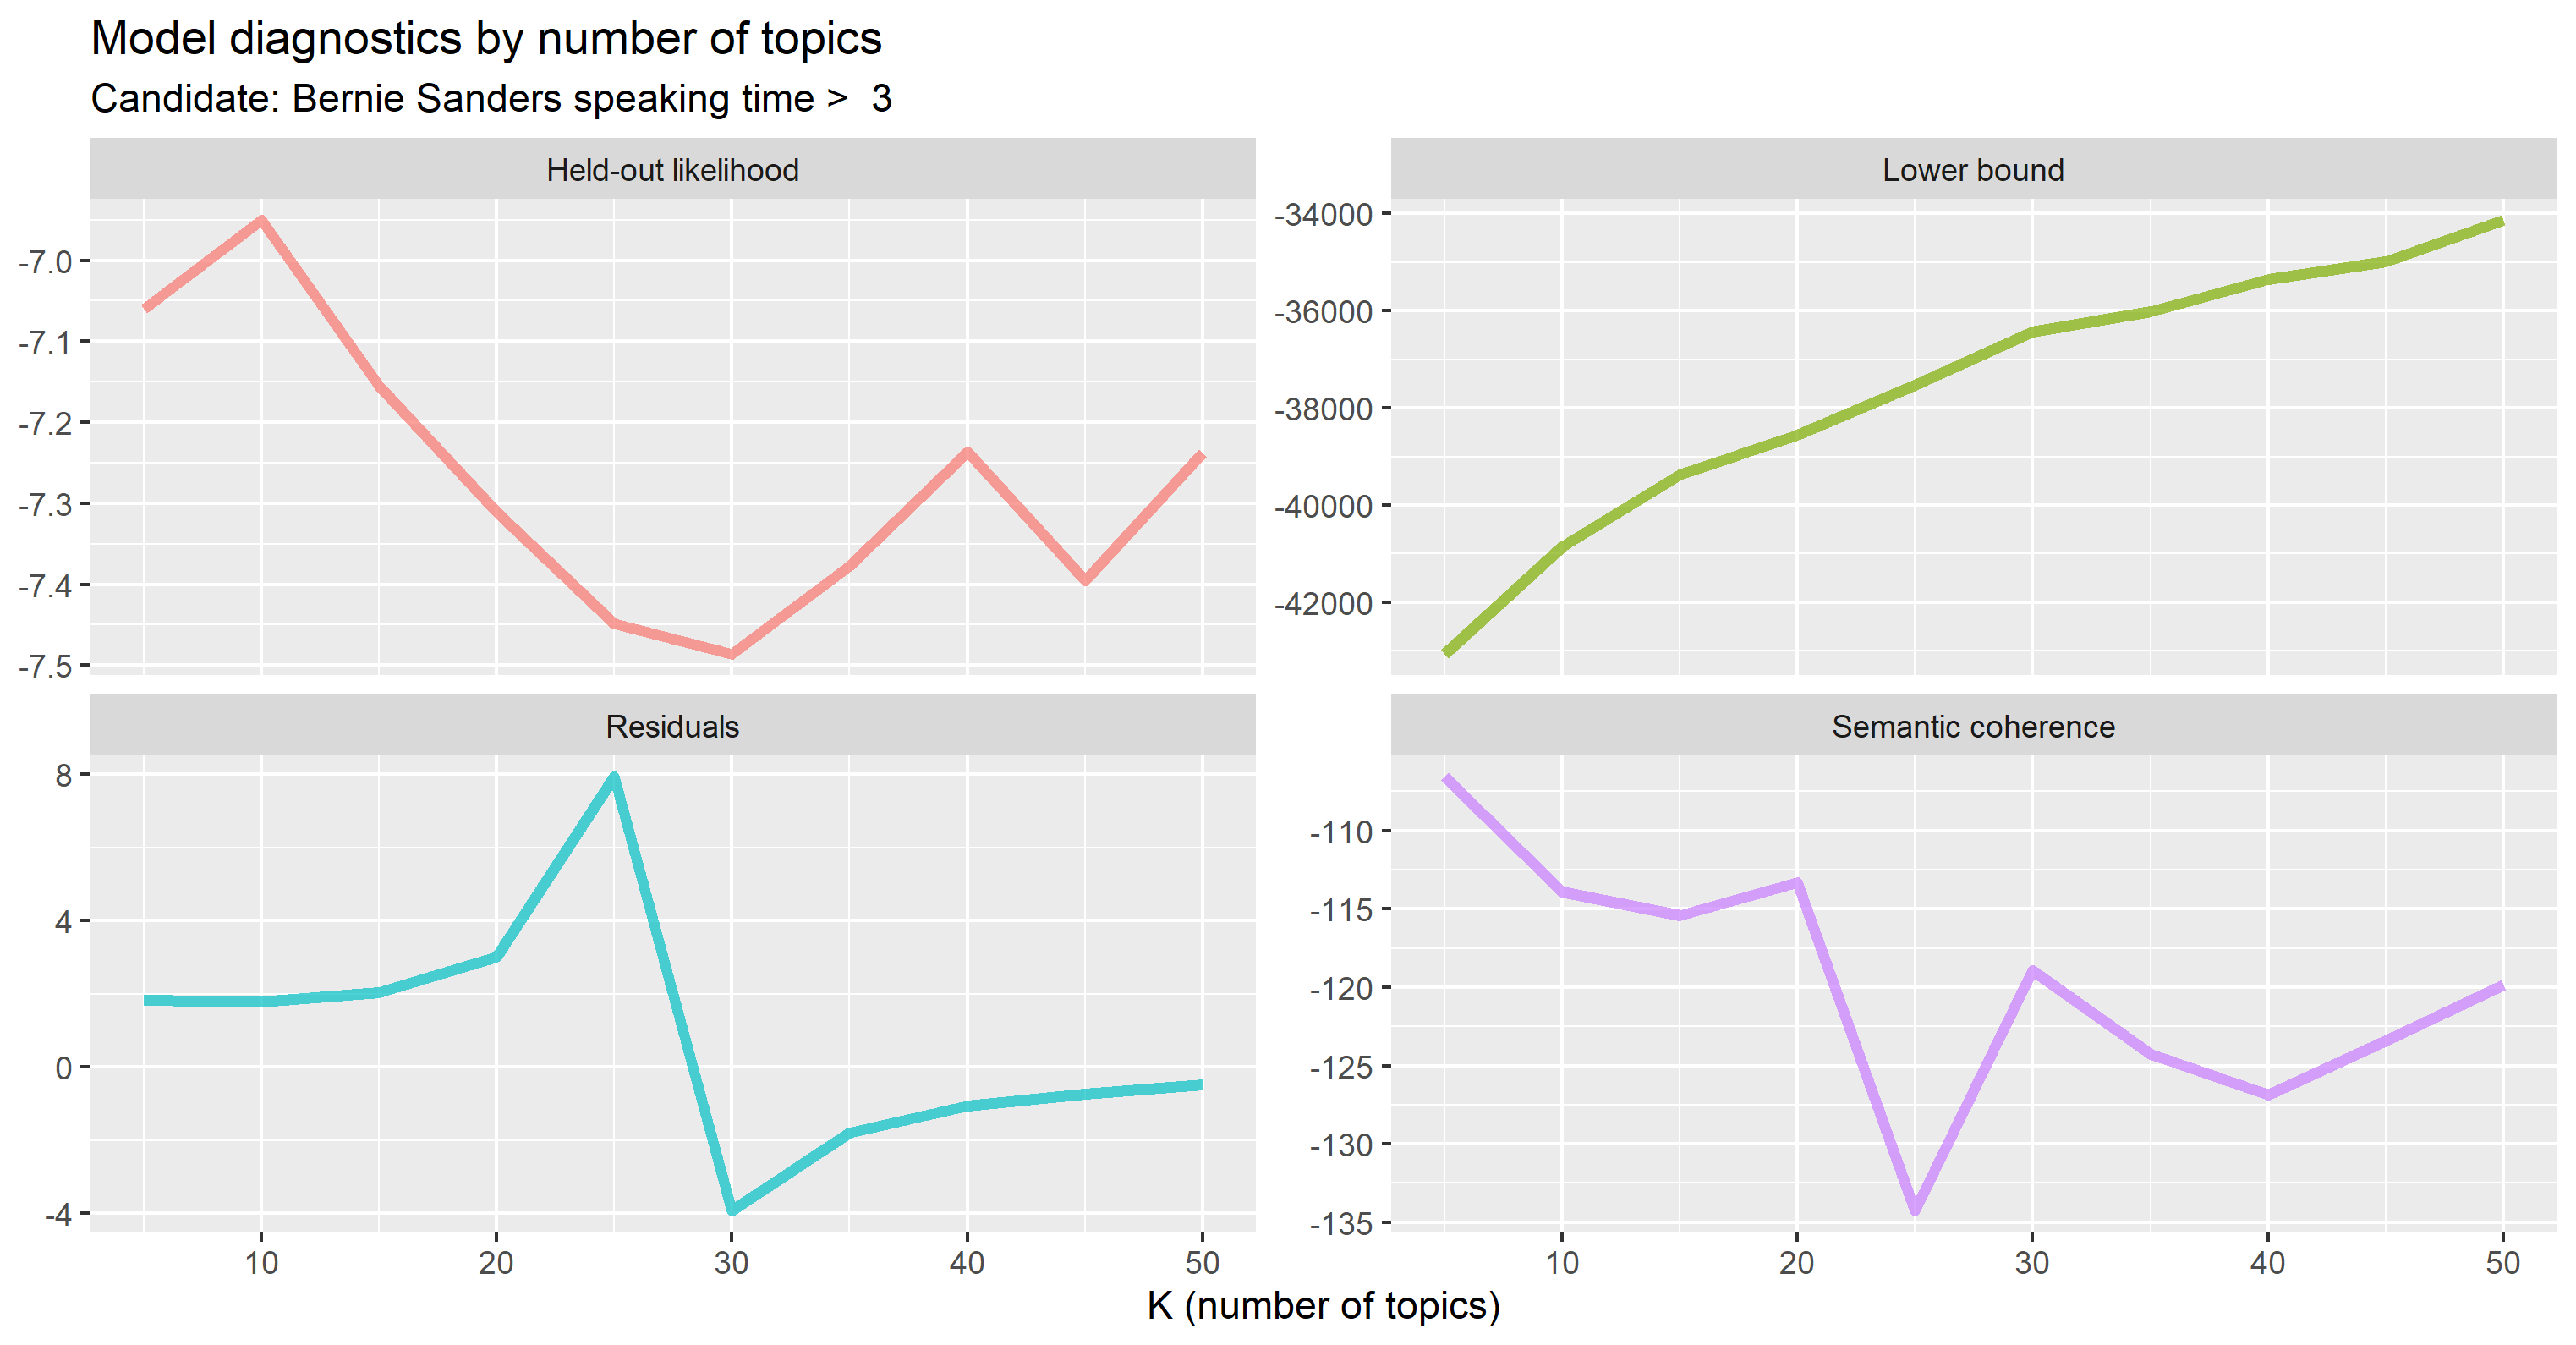 Model diagnostics by number of topics
Candidate: Bernie Sanders speaking time >  3
Held-out likelihood
-7.0
-7.1
-7.2
-7.3
-7.4
-7.5
Lower bound
-34000
-36000
-38000
-40000
-42000
Residuals
8
4
0
-4
10 20 30 40 50
Semantic coherence
-110
-115
-120
-125
-130
-135
10 20 30 40 50
K (number of topics)